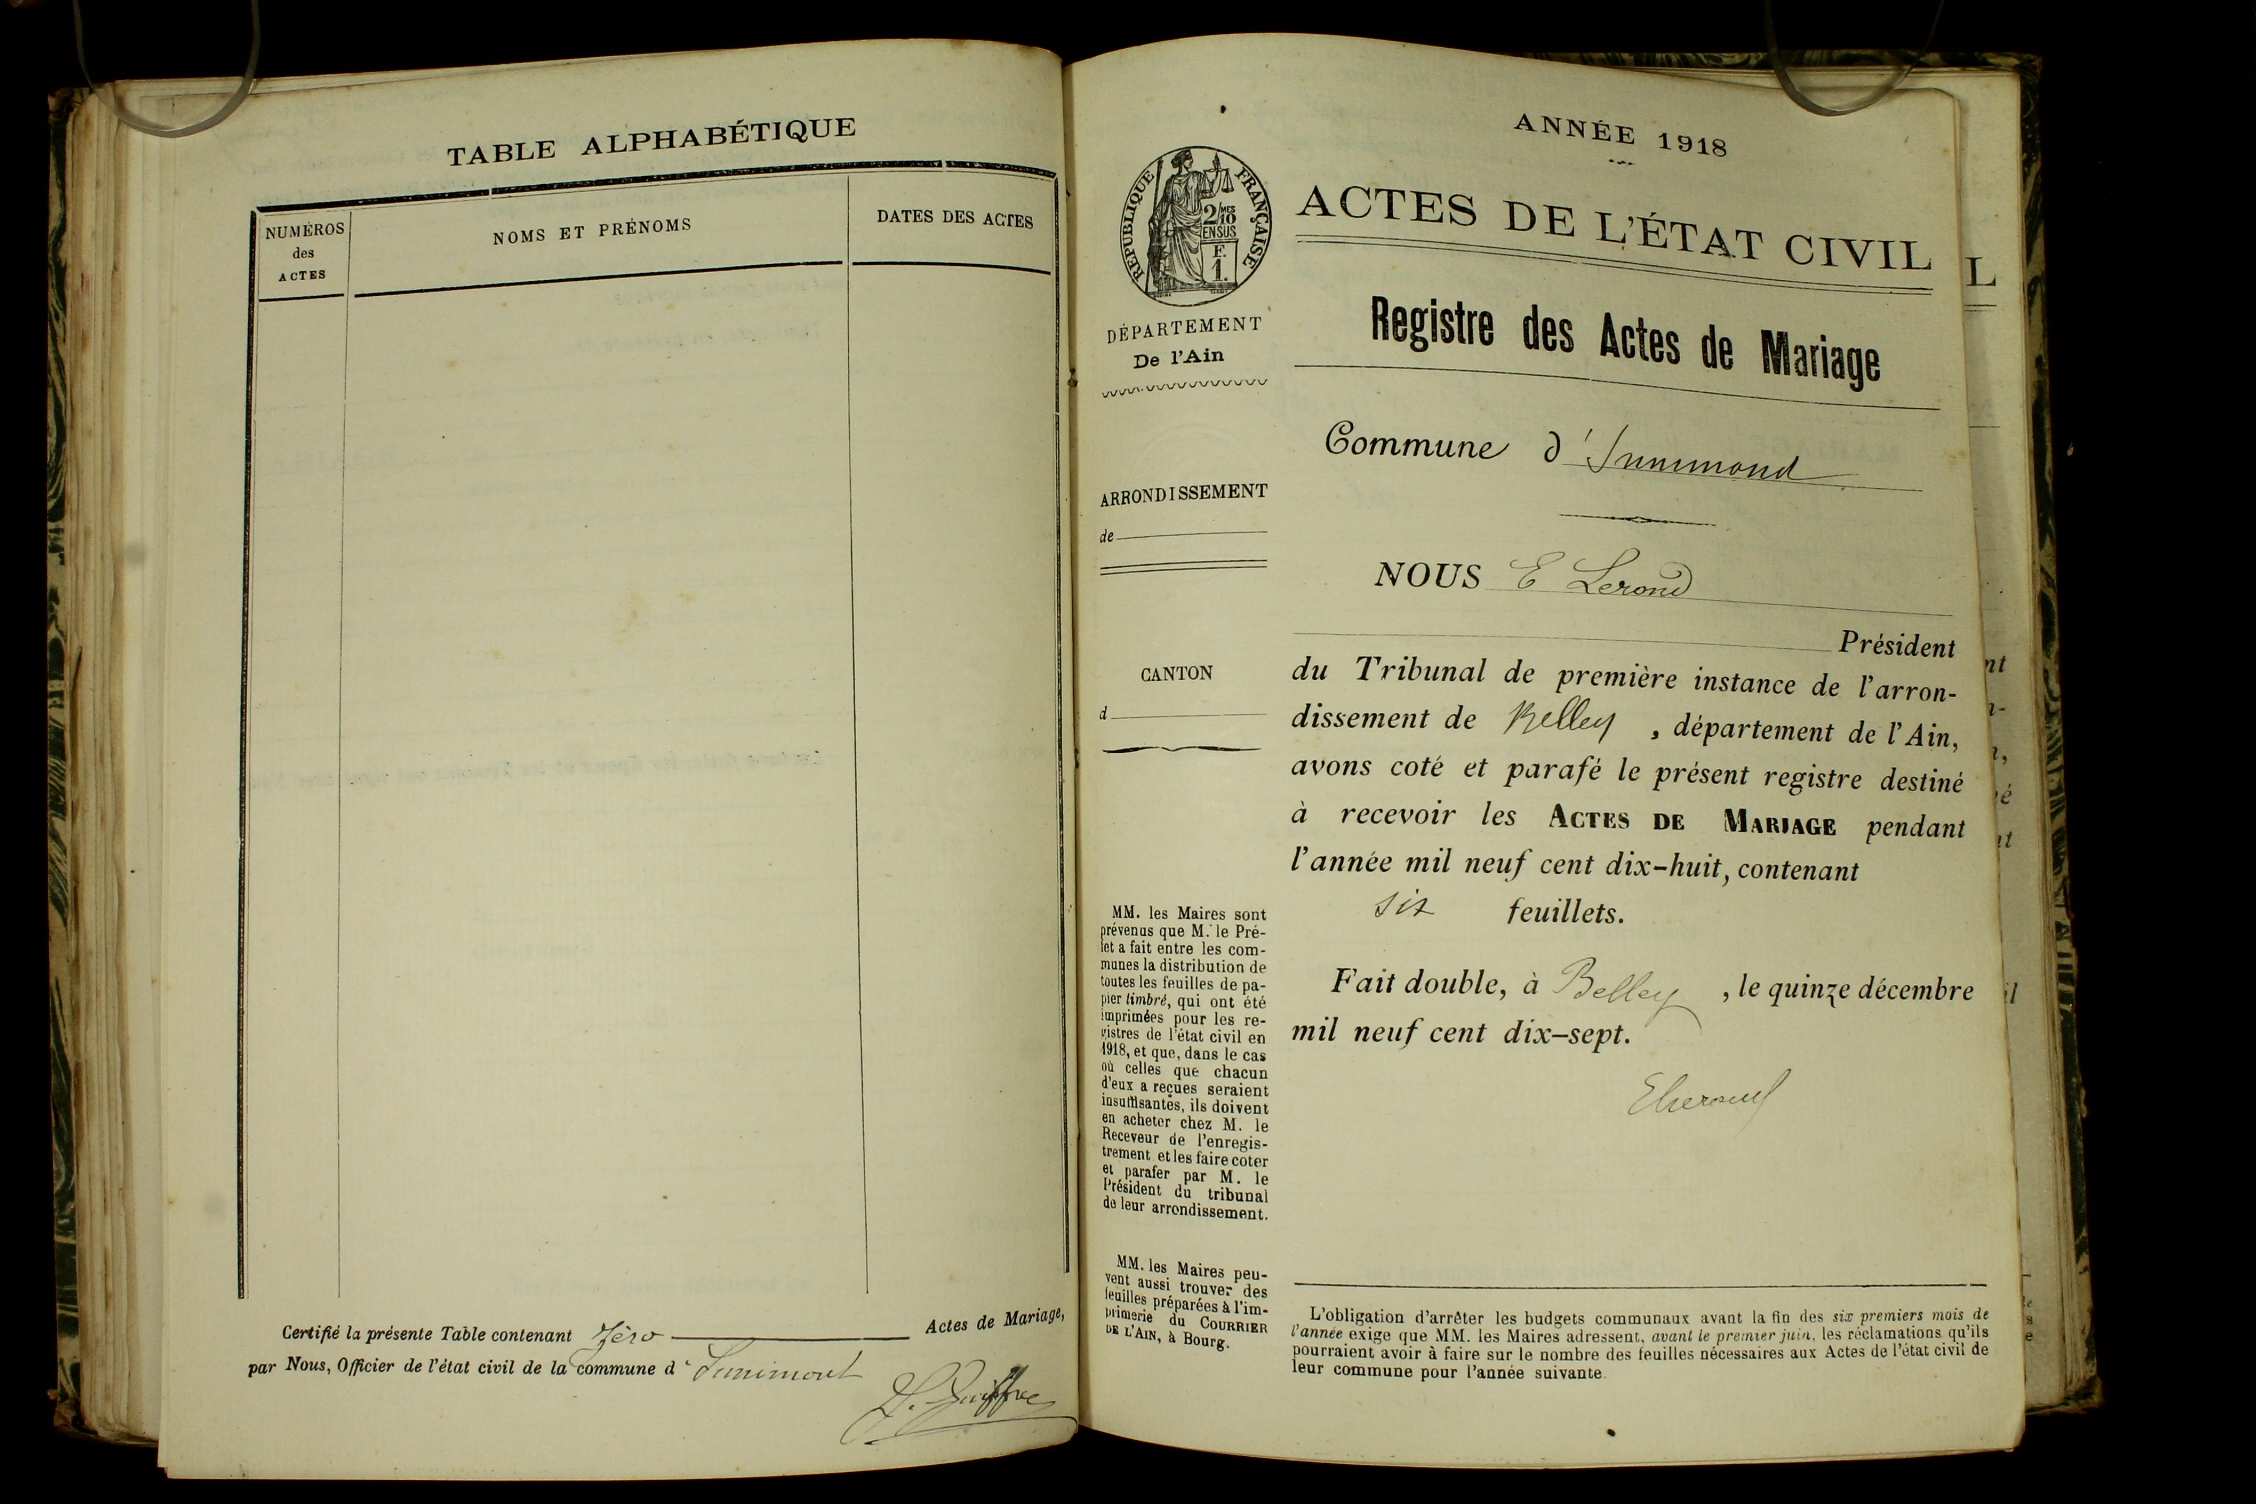 TABLE ALPHABÉTIQUE
NUMÉROS
des
ACTES
NOMS ET PRÉNOMS
DATES DES ACTES
Certifié la présente Table contenant Zéro Actes de Mariage,
par Nous, Officier de l'état civil de la commune d'Innimont
RÉPUBLIQUE FRANÇAISE
2/10 MES
EN SUS
F.
1.
DÉPARTEMENT
De l'Ain
ARRONDISSEMENT
de
CANTON
d
MM. les Maires sont
prévenus que M. le Pré-
fet a fait entre les com-
munes la distribution de
toutes les feuilles de pa-
pier timbré, qui ont été
imprimées pour les re-
gistres de l'état civil en
1918, et que, dans le cas
où celles que chacun
d'eux a reçues seraient
insuffisantes, ils doivent
en acheter chez M. le
Receveur de l'enregis-
trement et les faire coter
et parafer par M. le
Président du tribunal
de leur arrondissement.
MM. les Maires peu-
vent aussi trouver des
feuilles préparées à l'im-
primerie du COURRIER
DE L'AIN, à Bourg.
ANNÉE 1918
ACTES DE L'ÉTAT CIVIL
Registre des Actes de Mariage
Commune d'Innimond
NOUS E Lerond
Président
du Tribunal de première instance de l'arron-
dissement de Belley, département de l'Ain,
avons coté et parafé le présent registre destiné
à recevoir les ACTES DE MARIAGE pendant
l'année mil neuf cent dix-huit, contenant
six feuillets.
Fait double, à Belley, le quinze décembre
mil neuf cent dix-sept.
L'obligation d'arrêter les budgets communaux avant la fin des six premiers mois de
l'année exige que MM. les Maires adressent, avant le premier juin, les réclamations qu'ils
pourraient avoir à faire sur le nombre des feuilles nécessaires aux Actes de l'état civil de
leur commune pour l'année suivante.